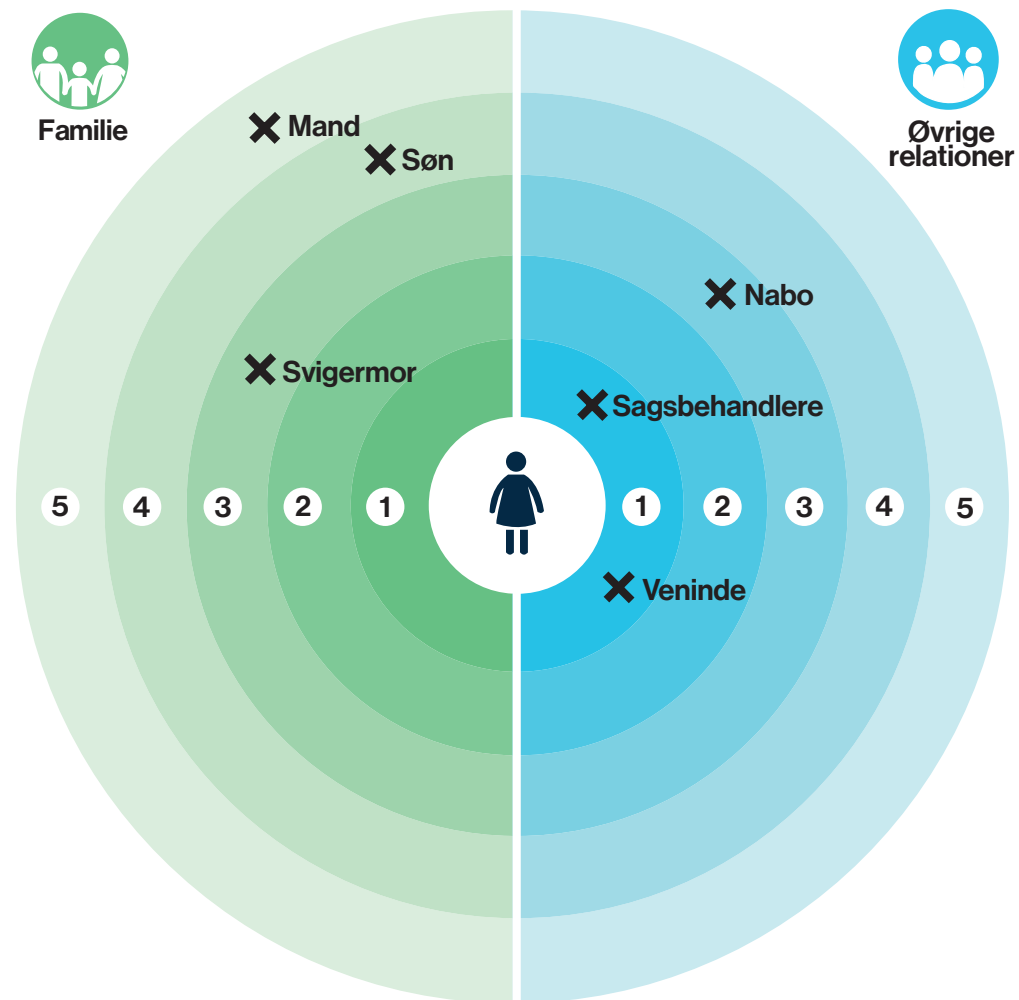 Familie
Øvrige
relationer
Mand
Søn
Nabo
Svigermor
Sagsbehandlere
5 4 3 2 1 1 2 3 4 5
Veninde